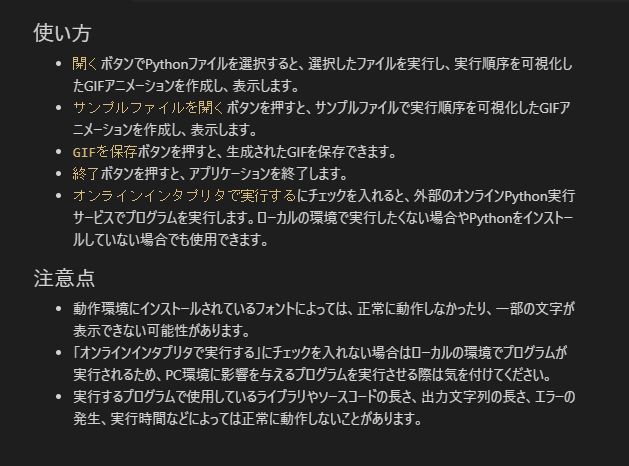 使い方
• 開くボタンでPythonファイルを選択すると、選択したファイルを実行し、実行順序を可視化し
たGIFアニメーションを作成し、表示します。
• サンプルファイルを開くボタンを押すと、サンプルファイルで実行順序を可視化したGIFア
ニメーションを作成し、表示します。
• GIFを保存ボタンを押すと、生成されたGIFを保存できます。
• 終了ボタンを押すと、アプリケーションを終了します。
• オンラインインタプリタで実行するにチェックを入れると、外部のオンラインPython実行
サービスでプログラムを実行します。ローカルの環境で実行したくない場合やPythonをインストー
ルしていない場合でも使用できます。
注意点
• 動作環境にインストールされているフォントによっては、正常に動作しなかったり、一部の文字が
表示できない可能性があります。
• 「オンラインインタプリタで実行する」にチェックを入れない場合はローカルの環境でプログラムが
実行されるため、PC環境に影響を与えるプログラムを実行させる際は気を付けてください。
• 実行するプログラムで使用しているライブラリやソースコードの長さ、出力文字列の長さ、エラーの
発生、実行時間などによっては正常に動作しないことがあります。